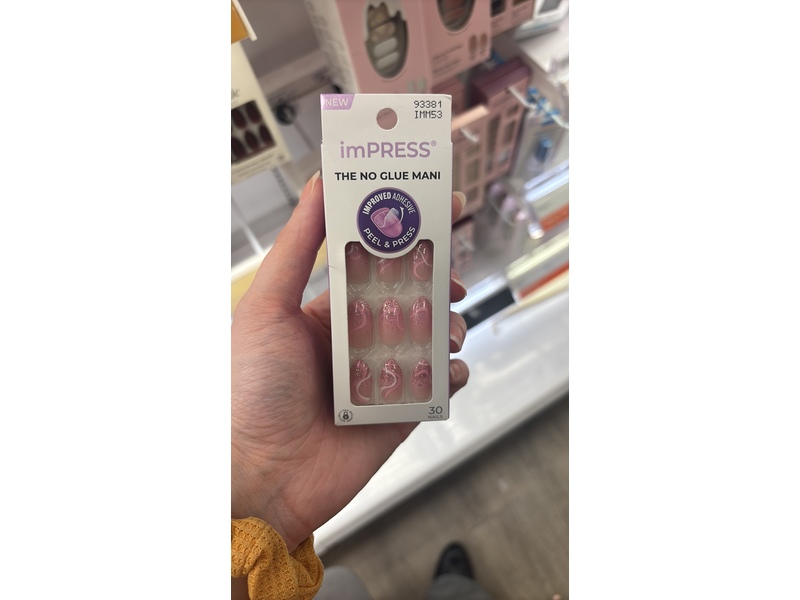 NEW
93381
IMM53
imPRESS®
THE NO GLUE MANI
IMPROVED ADHESIVE
PEEL & PRESS
30
NAILS